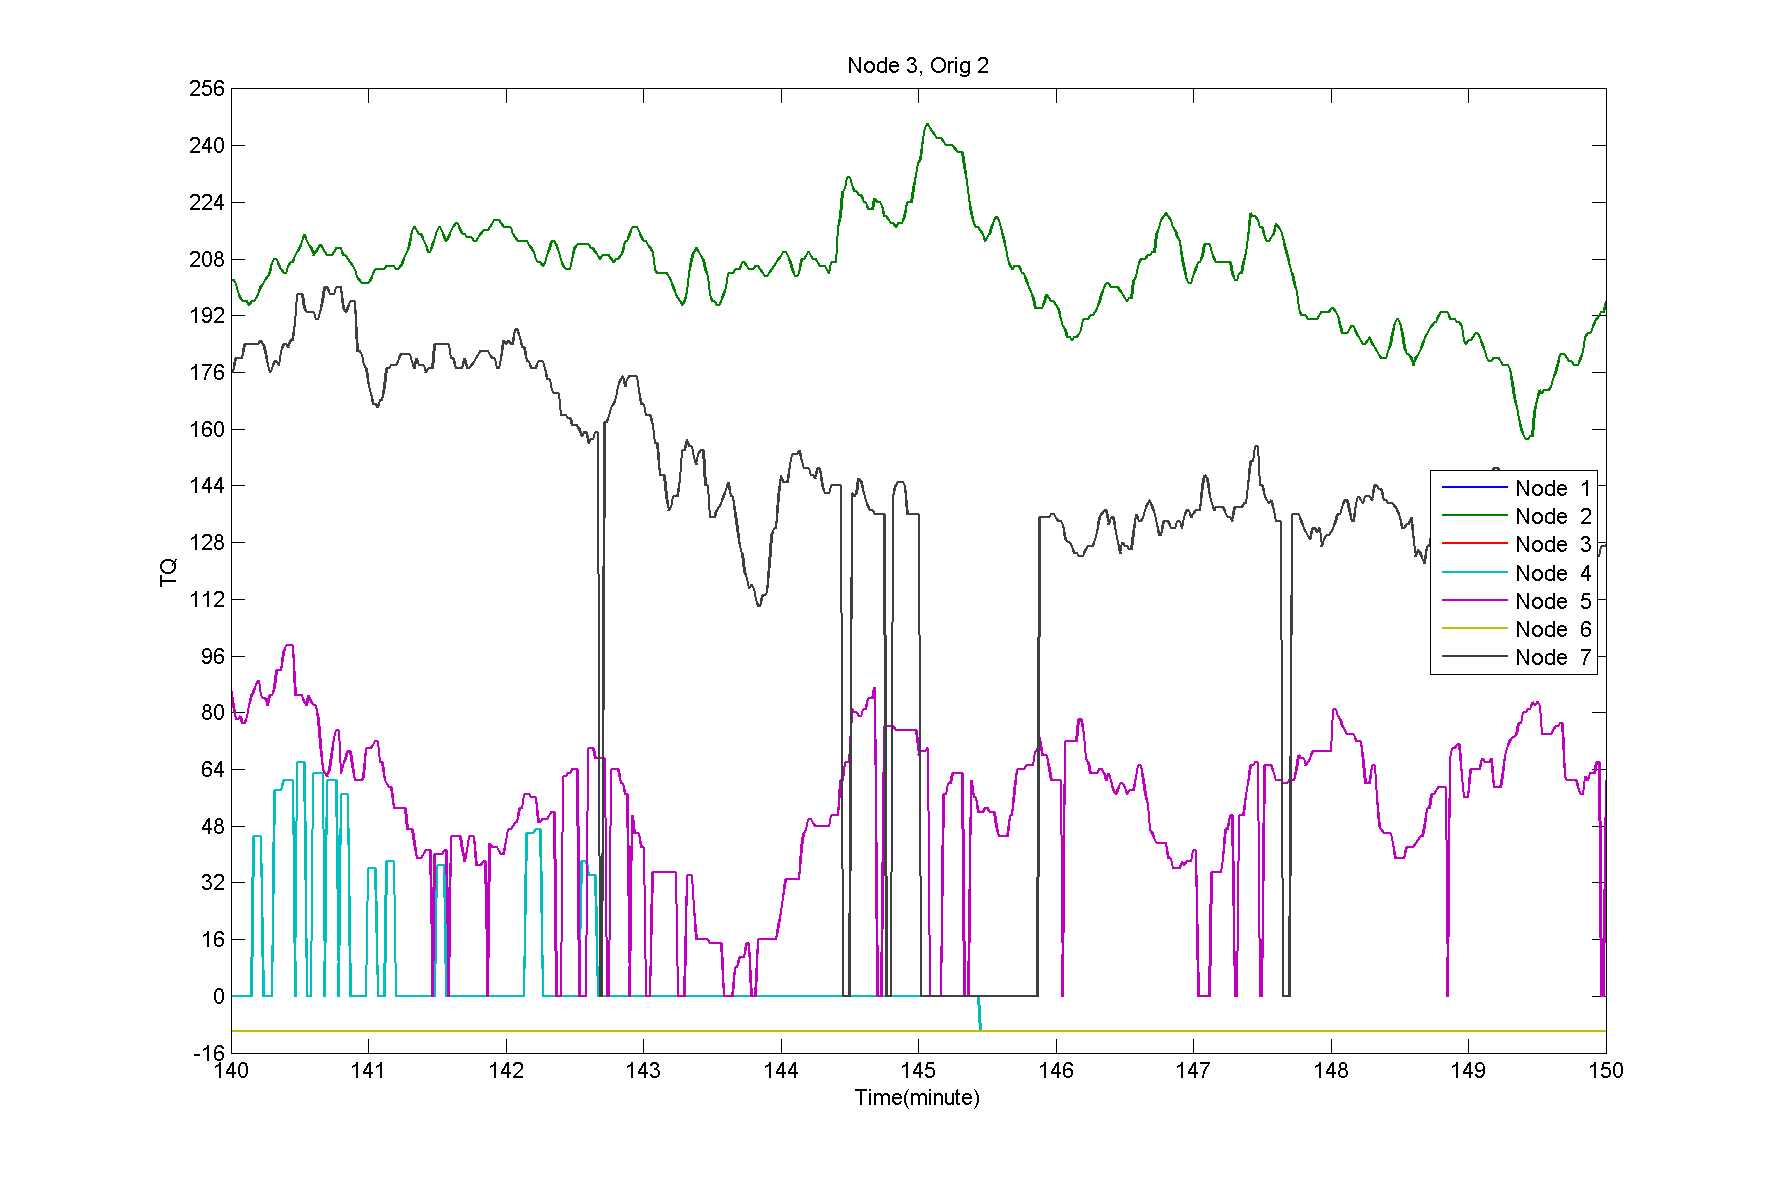 Node 3, Orig 2
256
240
224
208
192
176
160
144
128
112
96
80
64
48
32
16
0
-16
TQ
140 141 142 143 144 145 146 147 148 149 150
Time(minute)
Node 1
Node 2
Node 3
Node 4
Node 5
Node 6
Node 7